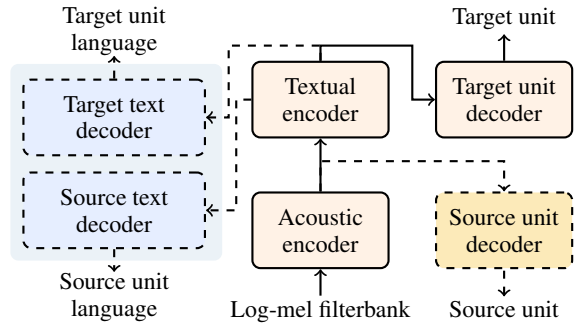 Target unit
language
Target text
decoder
Source text
decoder
Source unit
language
Textual
encoder
Acoustic
encoder
Log-mel filterbank
Target unit
Target unit
decoder
Source unit
decoder
Source unit